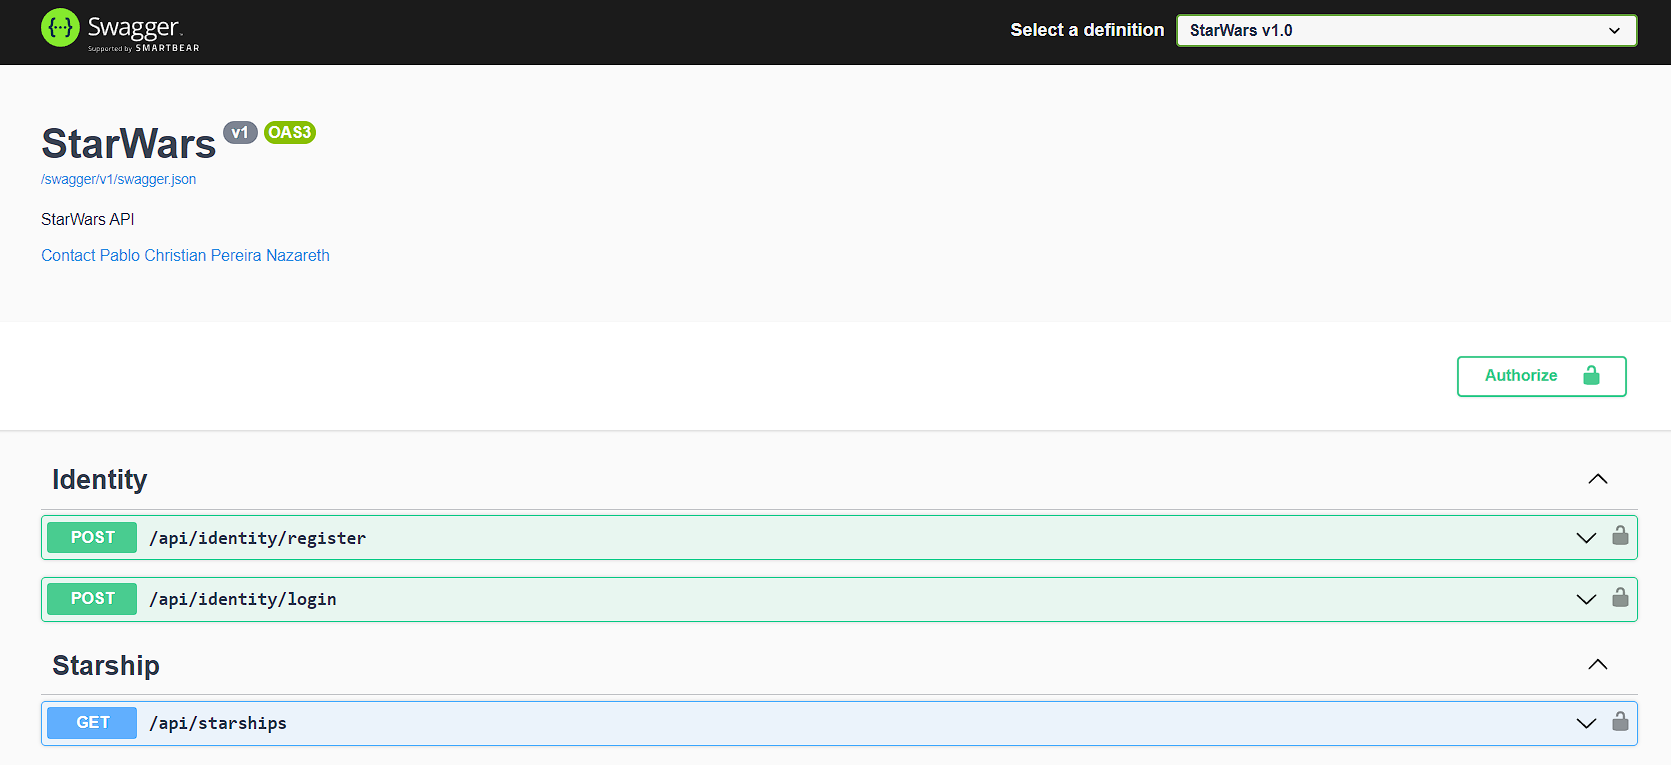 Swagger.
Supported by SMARTBEAR
Select a definition
StarWars v1.0
StarWars v1 OAS3
/swagger/v1/swagger.json
StarWars API
Contact Pablo Christian Pereira Nazareth
Authorize
Identity
POST /api/identity/register
POST /api/identity/login
Starship
GET /api/starships